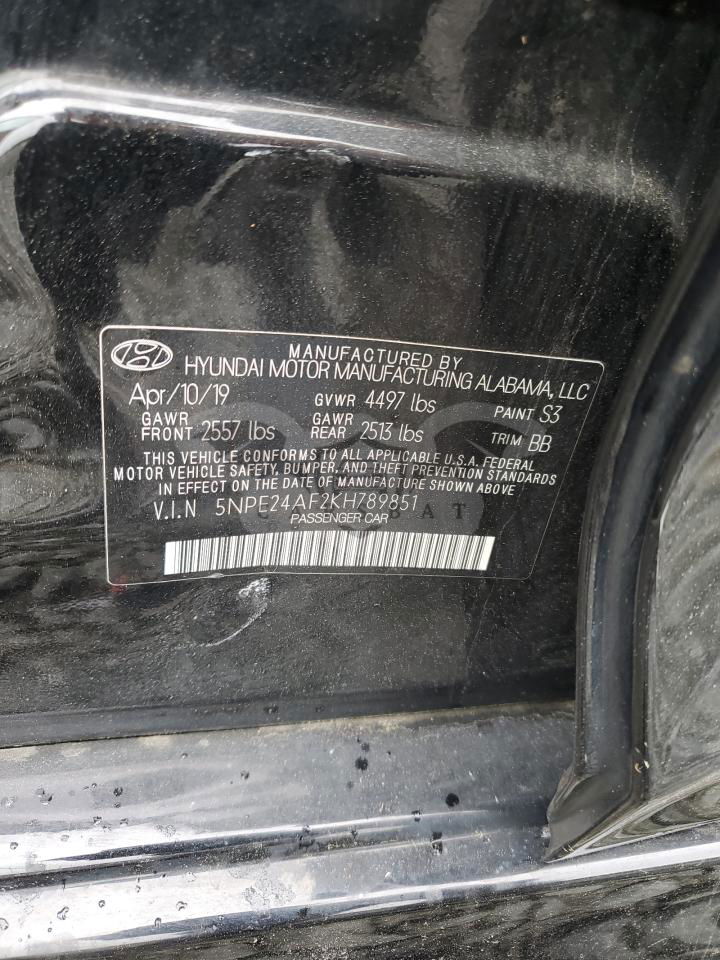 MANUFACTURED BY
HYUNDAI MOTOR MANUFACTURING ALABAMA, LLC
Apr/10/19 GVWR 4497 lbs PAINT S3
GAWR FRONT 2557 lbs GAWR REAR 2513 lbs TRIM BB
THIS VEHICLE CONFORMS TO ALL APPLICABLE U.S.A. FEDERAL
MOTOR VEHICLE SAFETY, BUMPER, AND THEFT PREVENTION STANDARDS
IN EFFECT ON THE DATE OF MANUFACTURE SHOWN ABOVE
V.I.N 5NPE24AF2KH789851
PASSENGER CAR